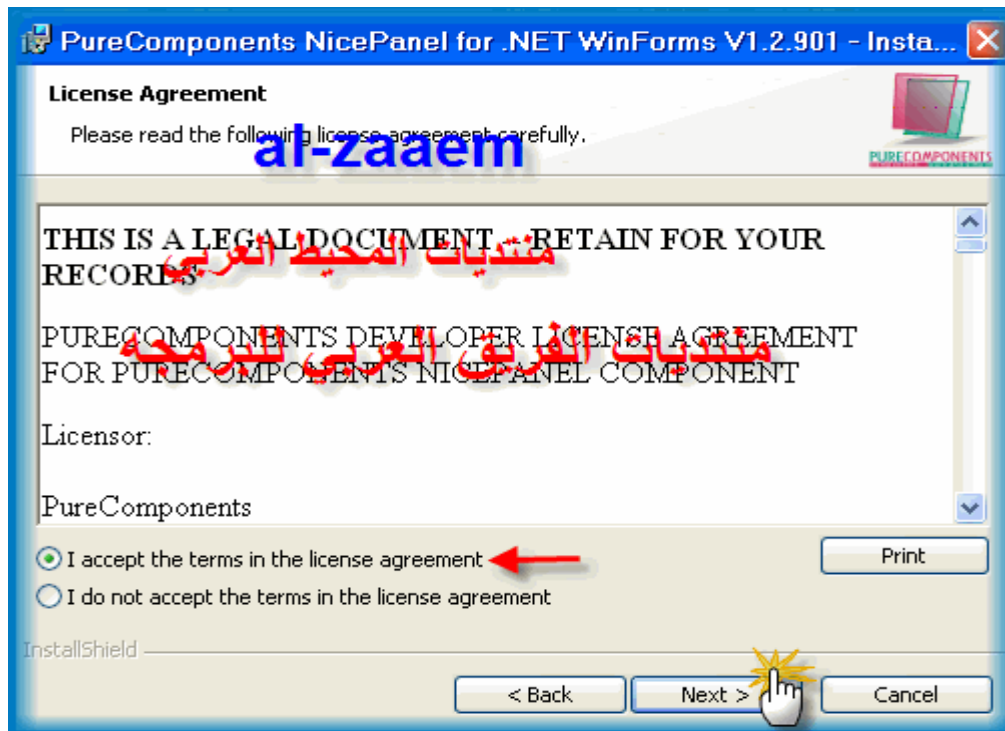 PureComponents NicePanel for .NET WinForms V1.2.901 - Insta...
License Agreement
Please read the following license agreement carefully.
al-zaaem
PURECOMPONENTS
THIS IS A LEGAL DOCUMENT - RETAIN FOR YOUR
منتديات المحيط العربي
RECORDS
PURECOMPONENTS DEVELOPER LICENSE AGREEMENT
منتديات الفريق العربي للبرمجه
FOR PURECOMPONENTS NICEPANEL COMPONENT
Licensor:
PureComponents
I accept the terms in the license agreement
Print
I do not accept the terms in the license agreement
InstallShield
< Back
Next >
Cancel